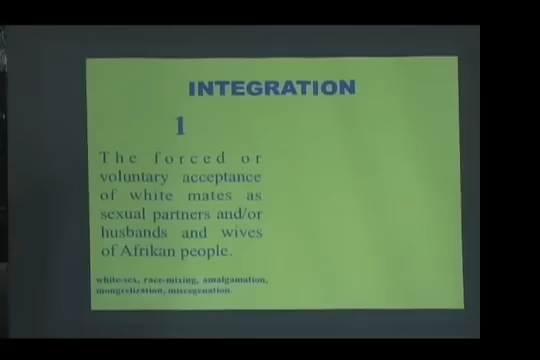 INTEGRATION
1
The forced or
voluntary acceptance
of white mates as
sexual partners and/or
husbands and wives
of Afrikan people.
white-sex, race-mixing, amalgamation,
mongrelization, miscegenation.